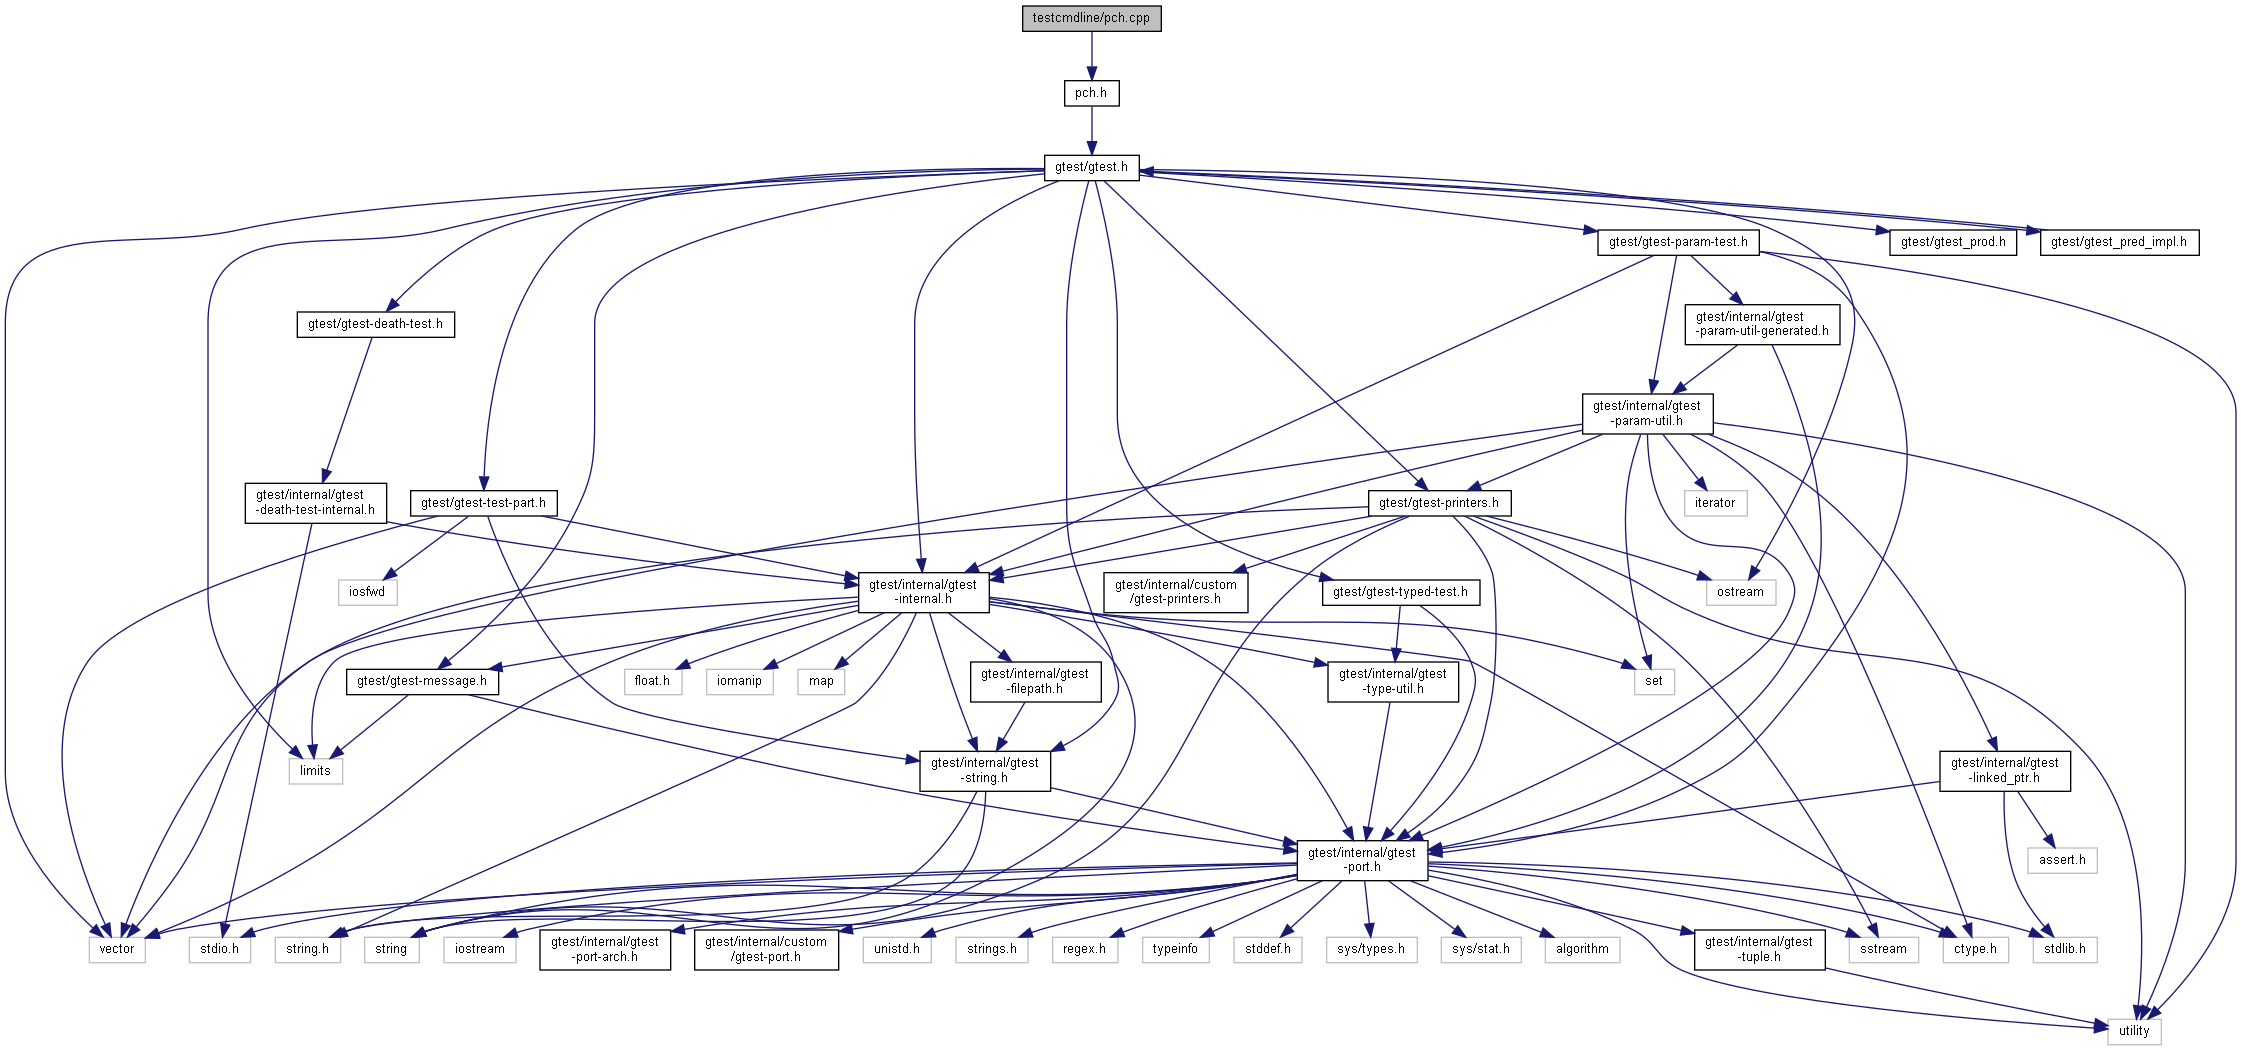 testcmdline/pch.cpp
pch.h
gtest/gtest.h
gtest/gtest-param-test.h
gtest/gtest_prod.h
gtest/gtest_pred_impl.h
gtest/gtest-death-test.h
gtest/internal/gtest
-param-util-generated.h
gtest/internal/gtest
-param-util.h
gtest/internal/gtest
-death-test-internal.h
gtest/gtest-test-part.h
gtest/gtest-printers.h
iterator
iosfwd
gtest/internal/gtest
-internal.h
gtest/internal/custom
/gtest-printers.h
gtest/gtest-typed-test.h
ostream
gtest/gtest-message.h
float.h
iomanip
map
gtest/internal/gtest
-filepath.h
gtest/internal/gtest
-type-util.h
set
limits
gtest/internal/gtest
-string.h
gtest/internal/gtest
-linked_ptr.h
gtest/internal/gtest
-port.h
assert.h
vector
stdio.h
string.h
string
iostream
gtest/internal/gtest
-port-arch.h
gtest/internal/custom
/gtest-port.h
unistd.h
strings.h
regex.h
typeinfo
stddef.h
sys/types.h
sys/stat.h
algorithm
gtest/internal/gtest
-tuple.h
sstream
ctype.h
stdlib.h
utility